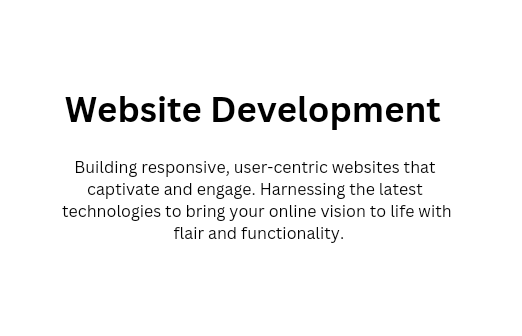 Website Development
Building responsive, user-centric websites that
captivate and engage. Harnessing the latest
technologies to bring your online vision to life with
flair and functionality.